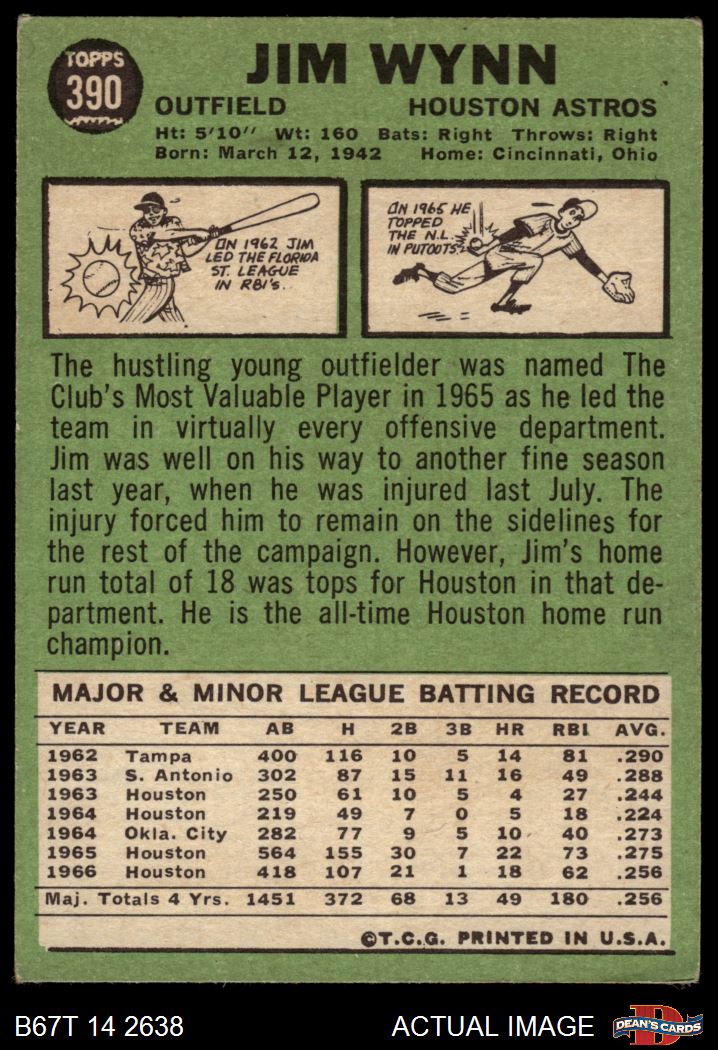 TOPPS
390
JIM WYNN
OUTFIELD HOUSTON ASTROS
Ht: 5'10" Wt: 160 Bats: Right Throws: Right
Born: March 12, 1942 Home: Cincinnati, Ohio
ON 1962 JIM
LED THE FLORIDA
ST. LEAGUE
IN RBI's.
ON 1965 HE
TOPPED
THE N.L.
IN PUTOUTS.
The hustling young outfielder was named The
Club's Most Valuable Player in 1965 as he led the
team in virtually every offensive department.
Jim was well on his way to another fine season
last year, when he was injured last July. The
injury forced him to remain on the sidelines for
the rest of the campaign. However, Jim's home
run total of 18 was tops for Houston in that de-
partment. He is the all-time Houston home run
champion.
MAJOR & MINOR LEAGUE BATTING RECORD
YEAR TEAM AB H 2B 3B HR RBI AVG.
1962 Tampa 400 116 10 5 14 81 .290
1963 S. Antonio 302 87 15 11 16 49 .288
1963 Houston 250 61 10 5 4 27 .244
1964 Houston 219 49 7 0 5 18 .224
1964 Okla. City 282 77 9 5 10 40 .273
1965 Houston 564 155 30 7 22 73 .275
1966 Houston 418 107 21 1 18 62 .256
Maj. Totals 4 Yrs. 1451 372 68 13 49 180 .256
©T.C.G. PRINTED IN U.S.A.
B67T 14 2638 ACTUAL IMAGE DEAN'S CARDS